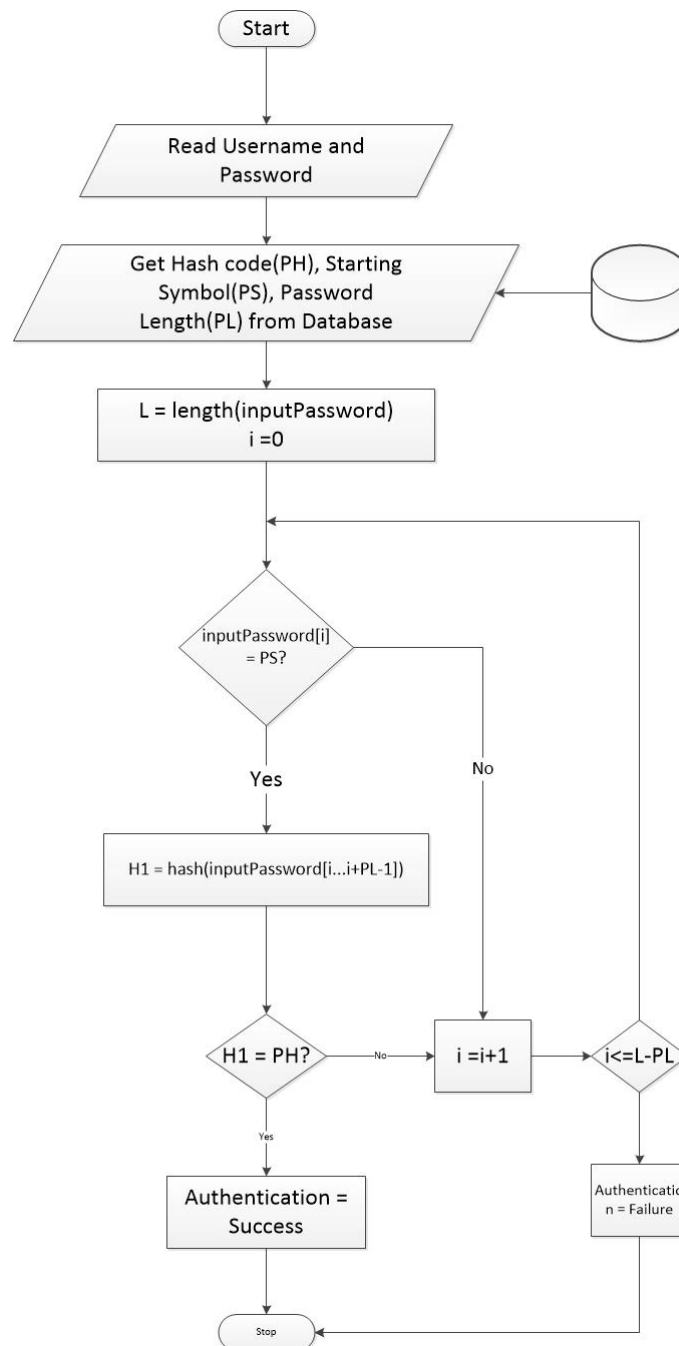 Start
Read Username and
Password
Get Hash code(PH), Starting
Symbol(PS), Password
Length(PL) from Database
L = length(inputPassword)
i =0
inputPassword[i]
= PS?
Yes
No
H1 = hash(inputPassword[i...i+PL-1])
H1 = PH?
No
i =i+1
i<=L-PL
Yes
Authentication =
Success
Authenticatio
n = Failure
Stop